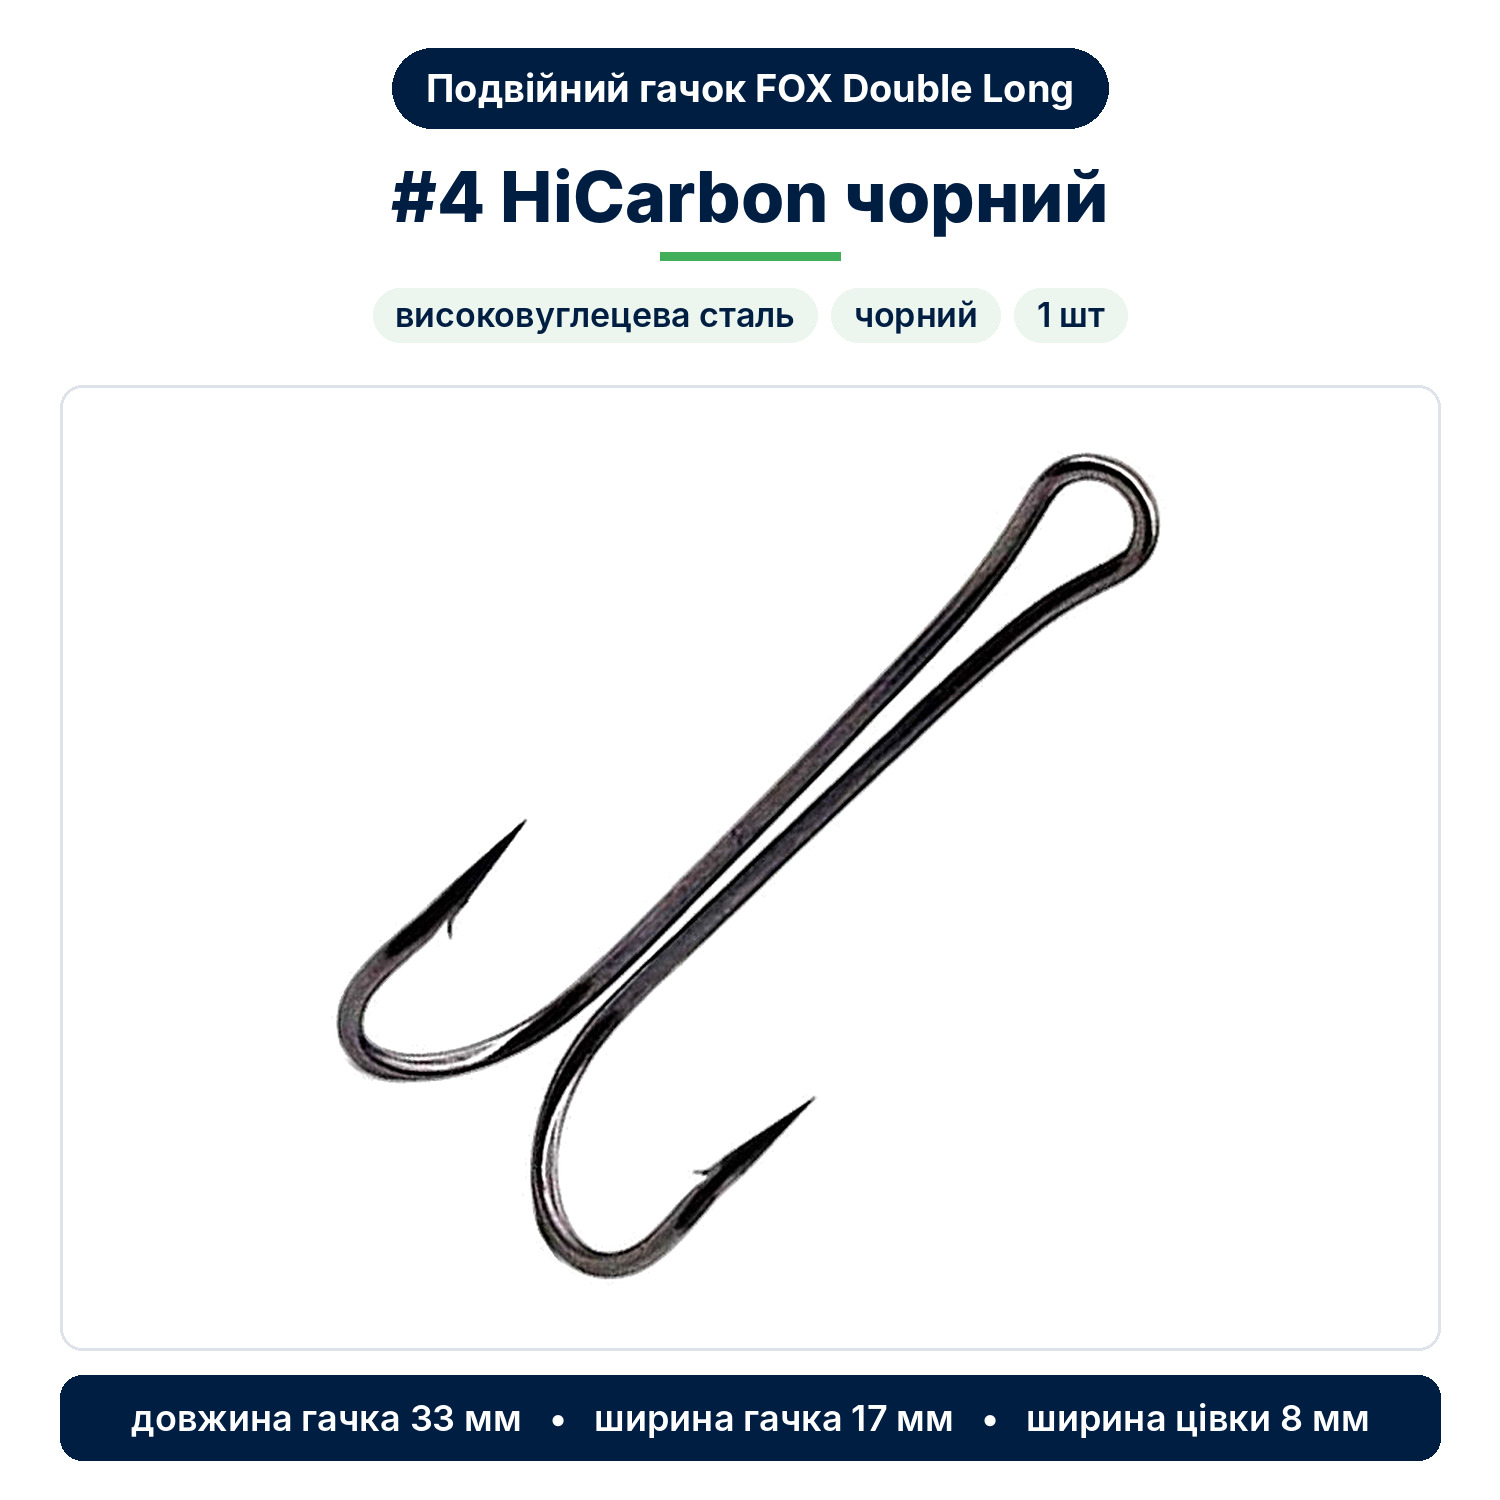 Подвійний гачок FOX Double Long
#4 HiCarbon чорний
високовуглецева сталь чорний 1 шт
довжина гачка 33 мм • ширина гачка 17 мм • ширина цівки 8 мм